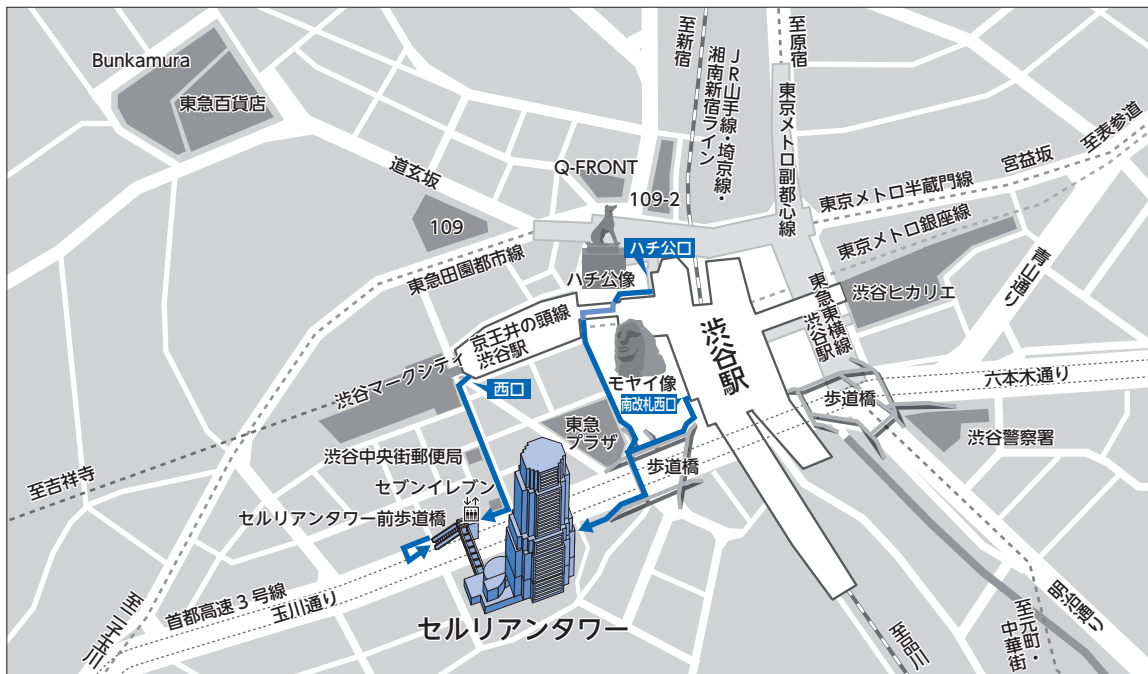 Bunkamura
東急百貨店
道玄坂
109
Q-FRONT
109-2
至新宿
JR山手線・埼京線・
湘南新宿ライン
至原宿
東京メトロ副都心線
東京メトロ半蔵門線
宮益坂
至表参道
東京メトロ銀座線
青山通り
東急田園都市線
ハチ公像
ハチ公口
渋谷ヒカリエ
東急東横線
渋谷駅
京王井の頭線
渋谷駅
渋谷マークシティ
西口
モヤイ像
南改札西口
渋谷駅
六本木通り
歩道橋
渋谷警察署
東急
プラザ
歩道橋
渋谷中央街郵便局
セブンイレブン
セルリアンタワー前歩道橋
至吉祥寺
首都高速3号線
玉川通り
至二子玉川
セルリアンタワー
至品川
至元町・
中華街
明治通り